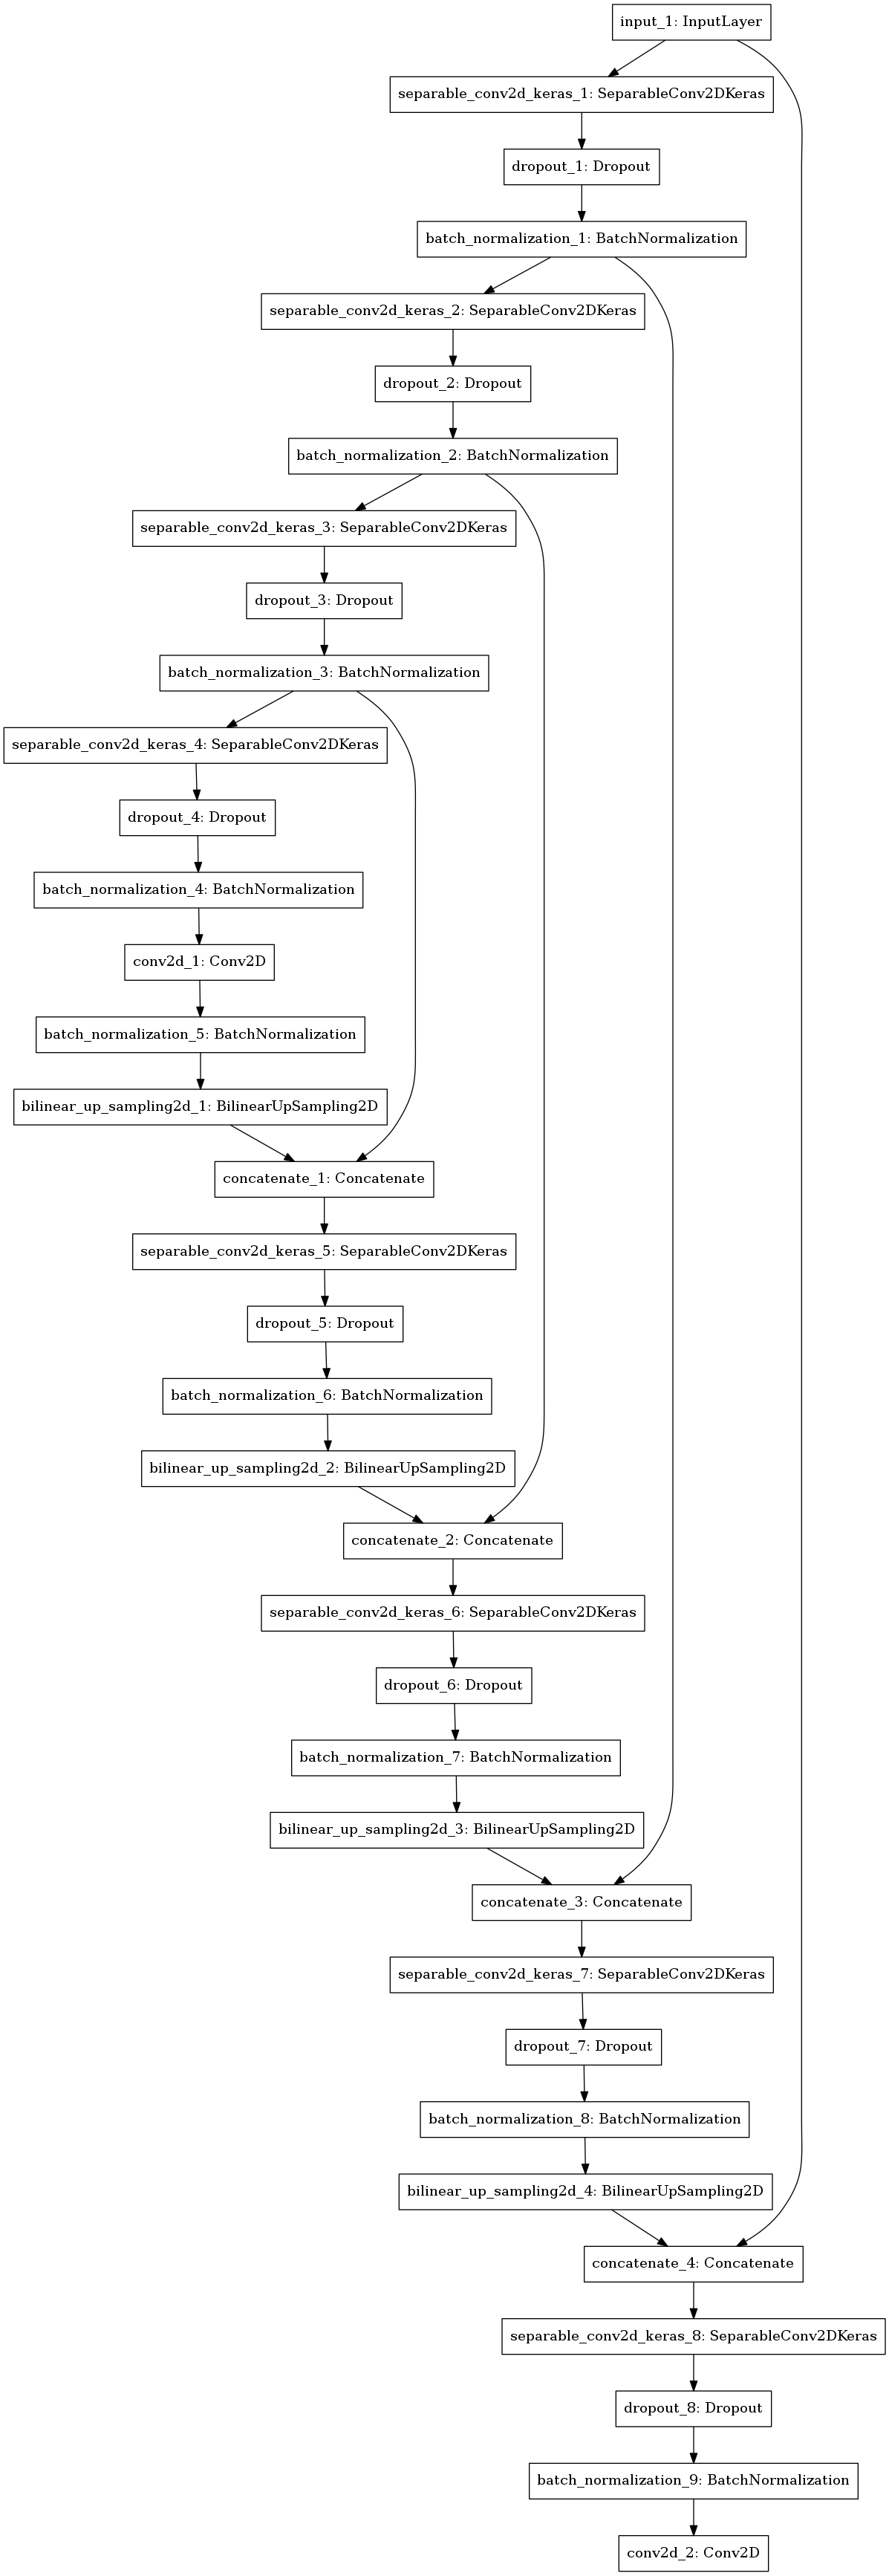 input_1: InputLayer
separable_conv2d_keras_1: SeparableConv2DKeras
dropout_1: Dropout
batch_normalization_1: BatchNormalization
separable_conv2d_keras_2: SeparableConv2DKeras
dropout_2: Dropout
batch_normalization_2: BatchNormalization
separable_conv2d_keras_3: SeparableConv2DKeras
dropout_3: Dropout
batch_normalization_3: BatchNormalization
separable_conv2d_keras_4: SeparableConv2DKeras
dropout_4: Dropout
batch_normalization_4: BatchNormalization
conv2d_1: Conv2D
batch_normalization_5: BatchNormalization
bilinear_up_sampling2d_1: BilinearUpSampling2D
concatenate_1: Concatenate
separable_conv2d_keras_5: SeparableConv2DKeras
dropout_5: Dropout
batch_normalization_6: BatchNormalization
bilinear_up_sampling2d_2: BilinearUpSampling2D
concatenate_2: Concatenate
separable_conv2d_keras_6: SeparableConv2DKeras
dropout_6: Dropout
batch_normalization_7: BatchNormalization
bilinear_up_sampling2d_3: BilinearUpSampling2D
concatenate_3: Concatenate
separable_conv2d_keras_7: SeparableConv2DKeras
dropout_7: Dropout
batch_normalization_8: BatchNormalization
bilinear_up_sampling2d_4: BilinearUpSampling2D
concatenate_4: Concatenate
separable_conv2d_keras_8: SeparableConv2DKeras
dropout_8: Dropout
batch_normalization_9: BatchNormalization
conv2d_2: Conv2D